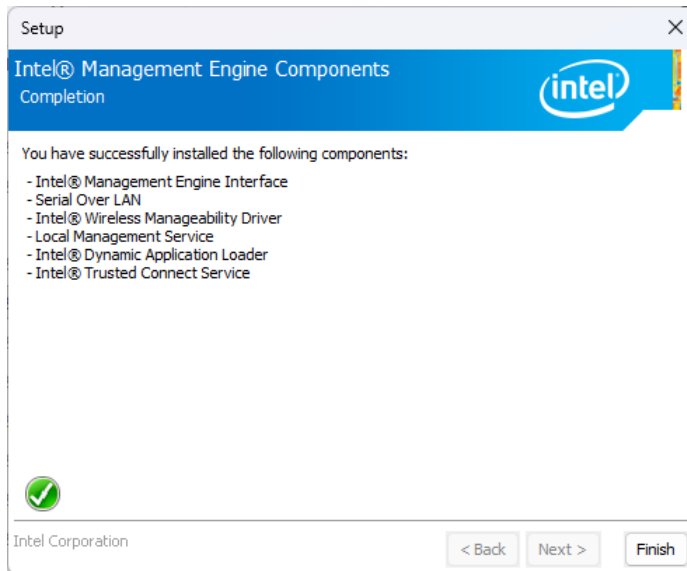 Setup
Intel® Management Engine Components
Completion
intel
You have successfully installed the following components:
- Intel® Management Engine Interface
- Serial Over LAN
- Intel® Wireless Manageability Driver
- Local Management Service
- Intel® Dynamic Application Loader
- Intel® Trusted Connect Service
Intel Corporation
< Back Next > Finish